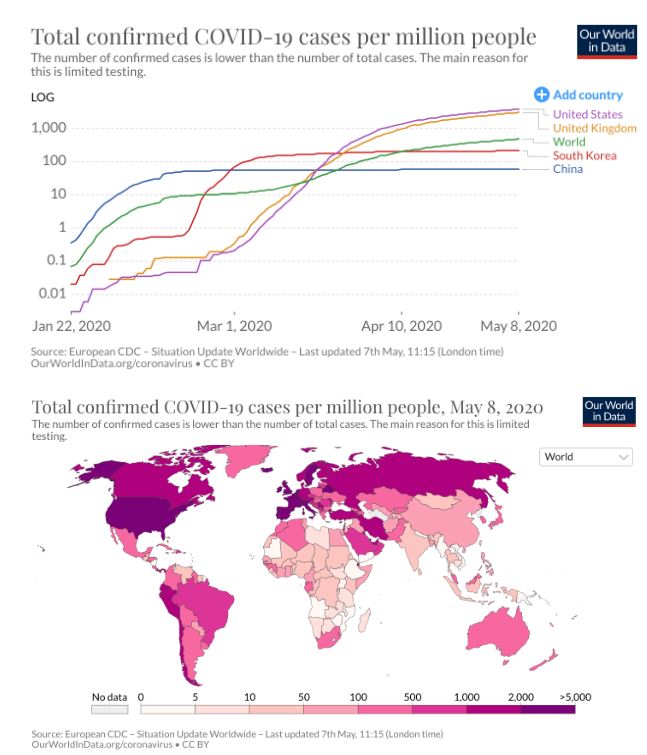 Total confirmed COVID-19 cases per million people
The number of confirmed cases is lower than the number of total cases. The main reason for
this is limited testing.
Our World
in Data
LOG
Add country
1,000
100
10
1
0.1
0.01
United States
United Kingdom
World
South Korea
China
Jan 22, 2020
Mar 1, 2020
Apr 10, 2020
May 8, 2020
Source: European CDC – Situation Update Worldwide – Last updated 7th May, 11:15 (London time)
OurWorldInData.org/coronavirus • CC BY
Total confirmed COVID-19 cases per million people, May 8, 2020
The number of confirmed cases is lower than the number of total cases. The main reason for this is limited
testing.
Our World
in Data
World
No data 0 5 10 50 100 500 1,000 2,000 >5,000
Source: European CDC – Situation Update Worldwide – Last updated 7th May, 11:15 (London time)
OurWorldInData.org/coronavirus • CC BY